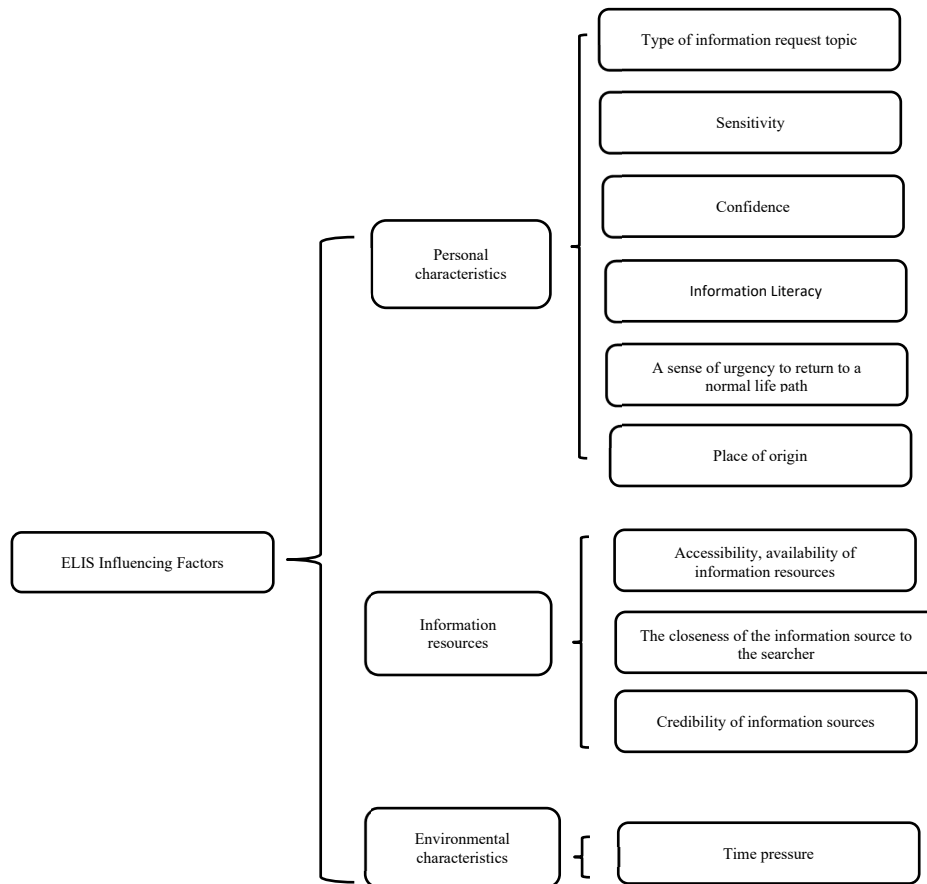 Type of information request topic
Sensitivity
Confidence
Personal
characteristics
Information Literacy
A sense of urgency to return to a
normal life path
Place of origin
ELIS Influencing Factors
Accessibility, availability of
information resources
Information
resources
The closeness of the information source to
the searcher
Credibility of information sources
Environmental
characteristics
Time pressure